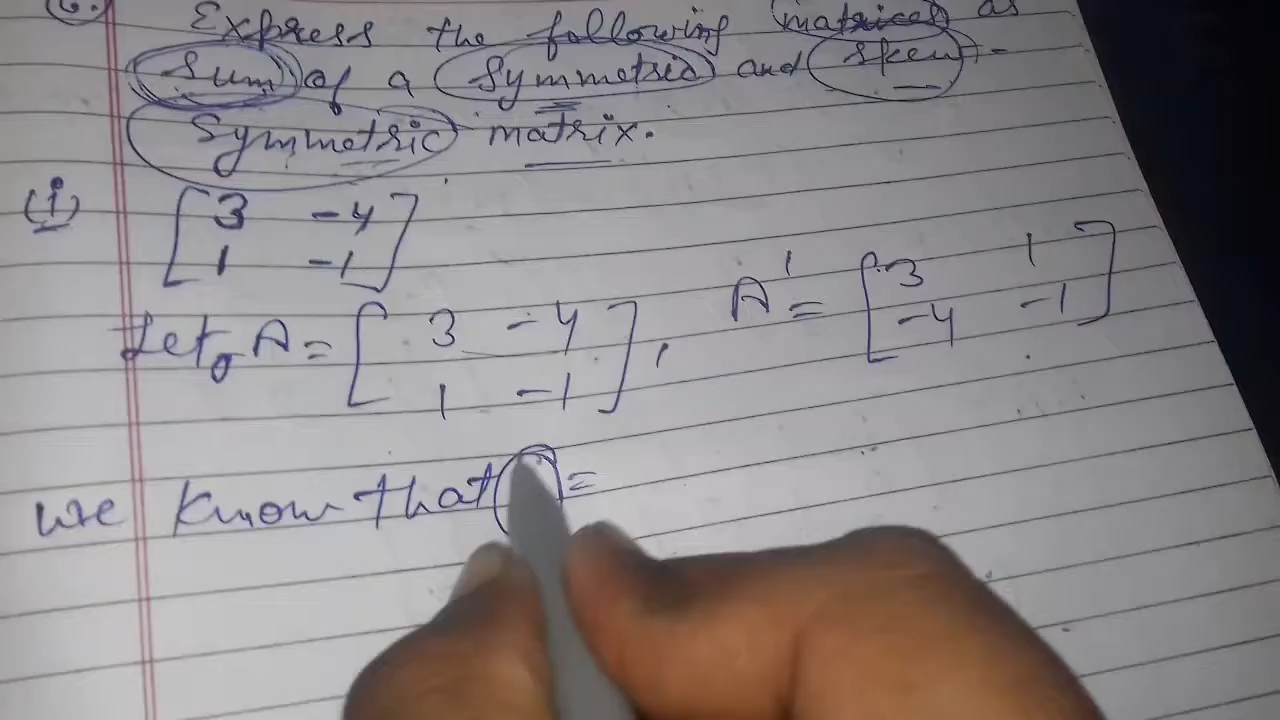 6. Express the following matrices as
Sum of a Symmetric and Skew-
Symmetric matrix.
(i) [3 -4
1 -1]
Let A = [3 -4
1 -1], A' = [3 1
-4 -1]
we know that =